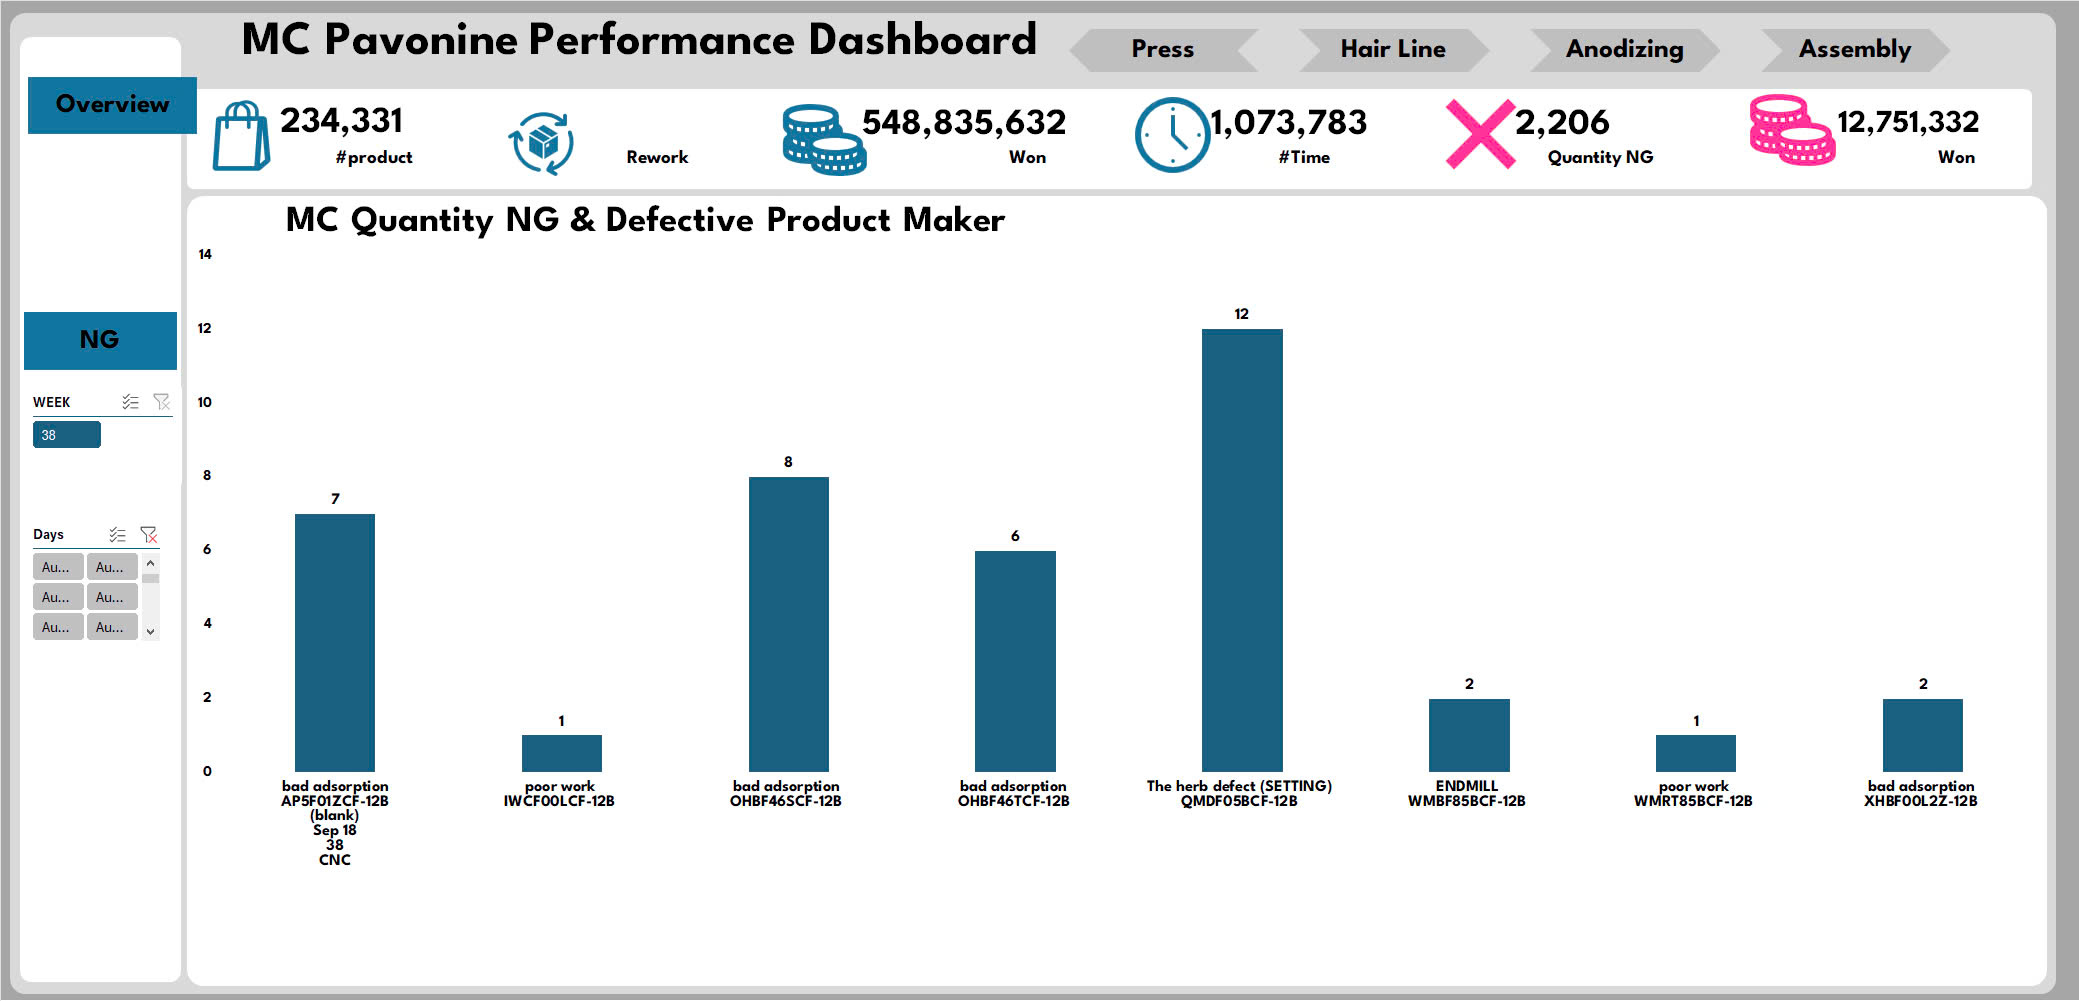 MC Pavonine Performance Dashboard
Press
Hair Line
Anodizing
Assembly
Overview
234,331
#product
Rework
548,835,632
Won
1,073,783
#Time
2,206
Quantity NG
12,751,332
Won
MC Quantity NG & Defective Product Maker
NG
WEEK
38
Days
Au... Au...
Au... Au...
Au... Au...
14
12
10
8
6
4
2
0
7
1
8
6
12
2
1
2
bad adsorption
AP5F01ZCF-12B
(blank)
Sep 18
38
CNC
poor work
IWCF00LCF-12B
bad adsorption
OHBF46SCF-12B
bad adsorption
OHBF46TCF-12B
The herb defect (SETTING)
QMDF05BCF-12B
ENDMILL
WMBF85BCF-12B
poor work
WMRT85BCF-12B
bad adsorption
XHBF00L2Z-12B